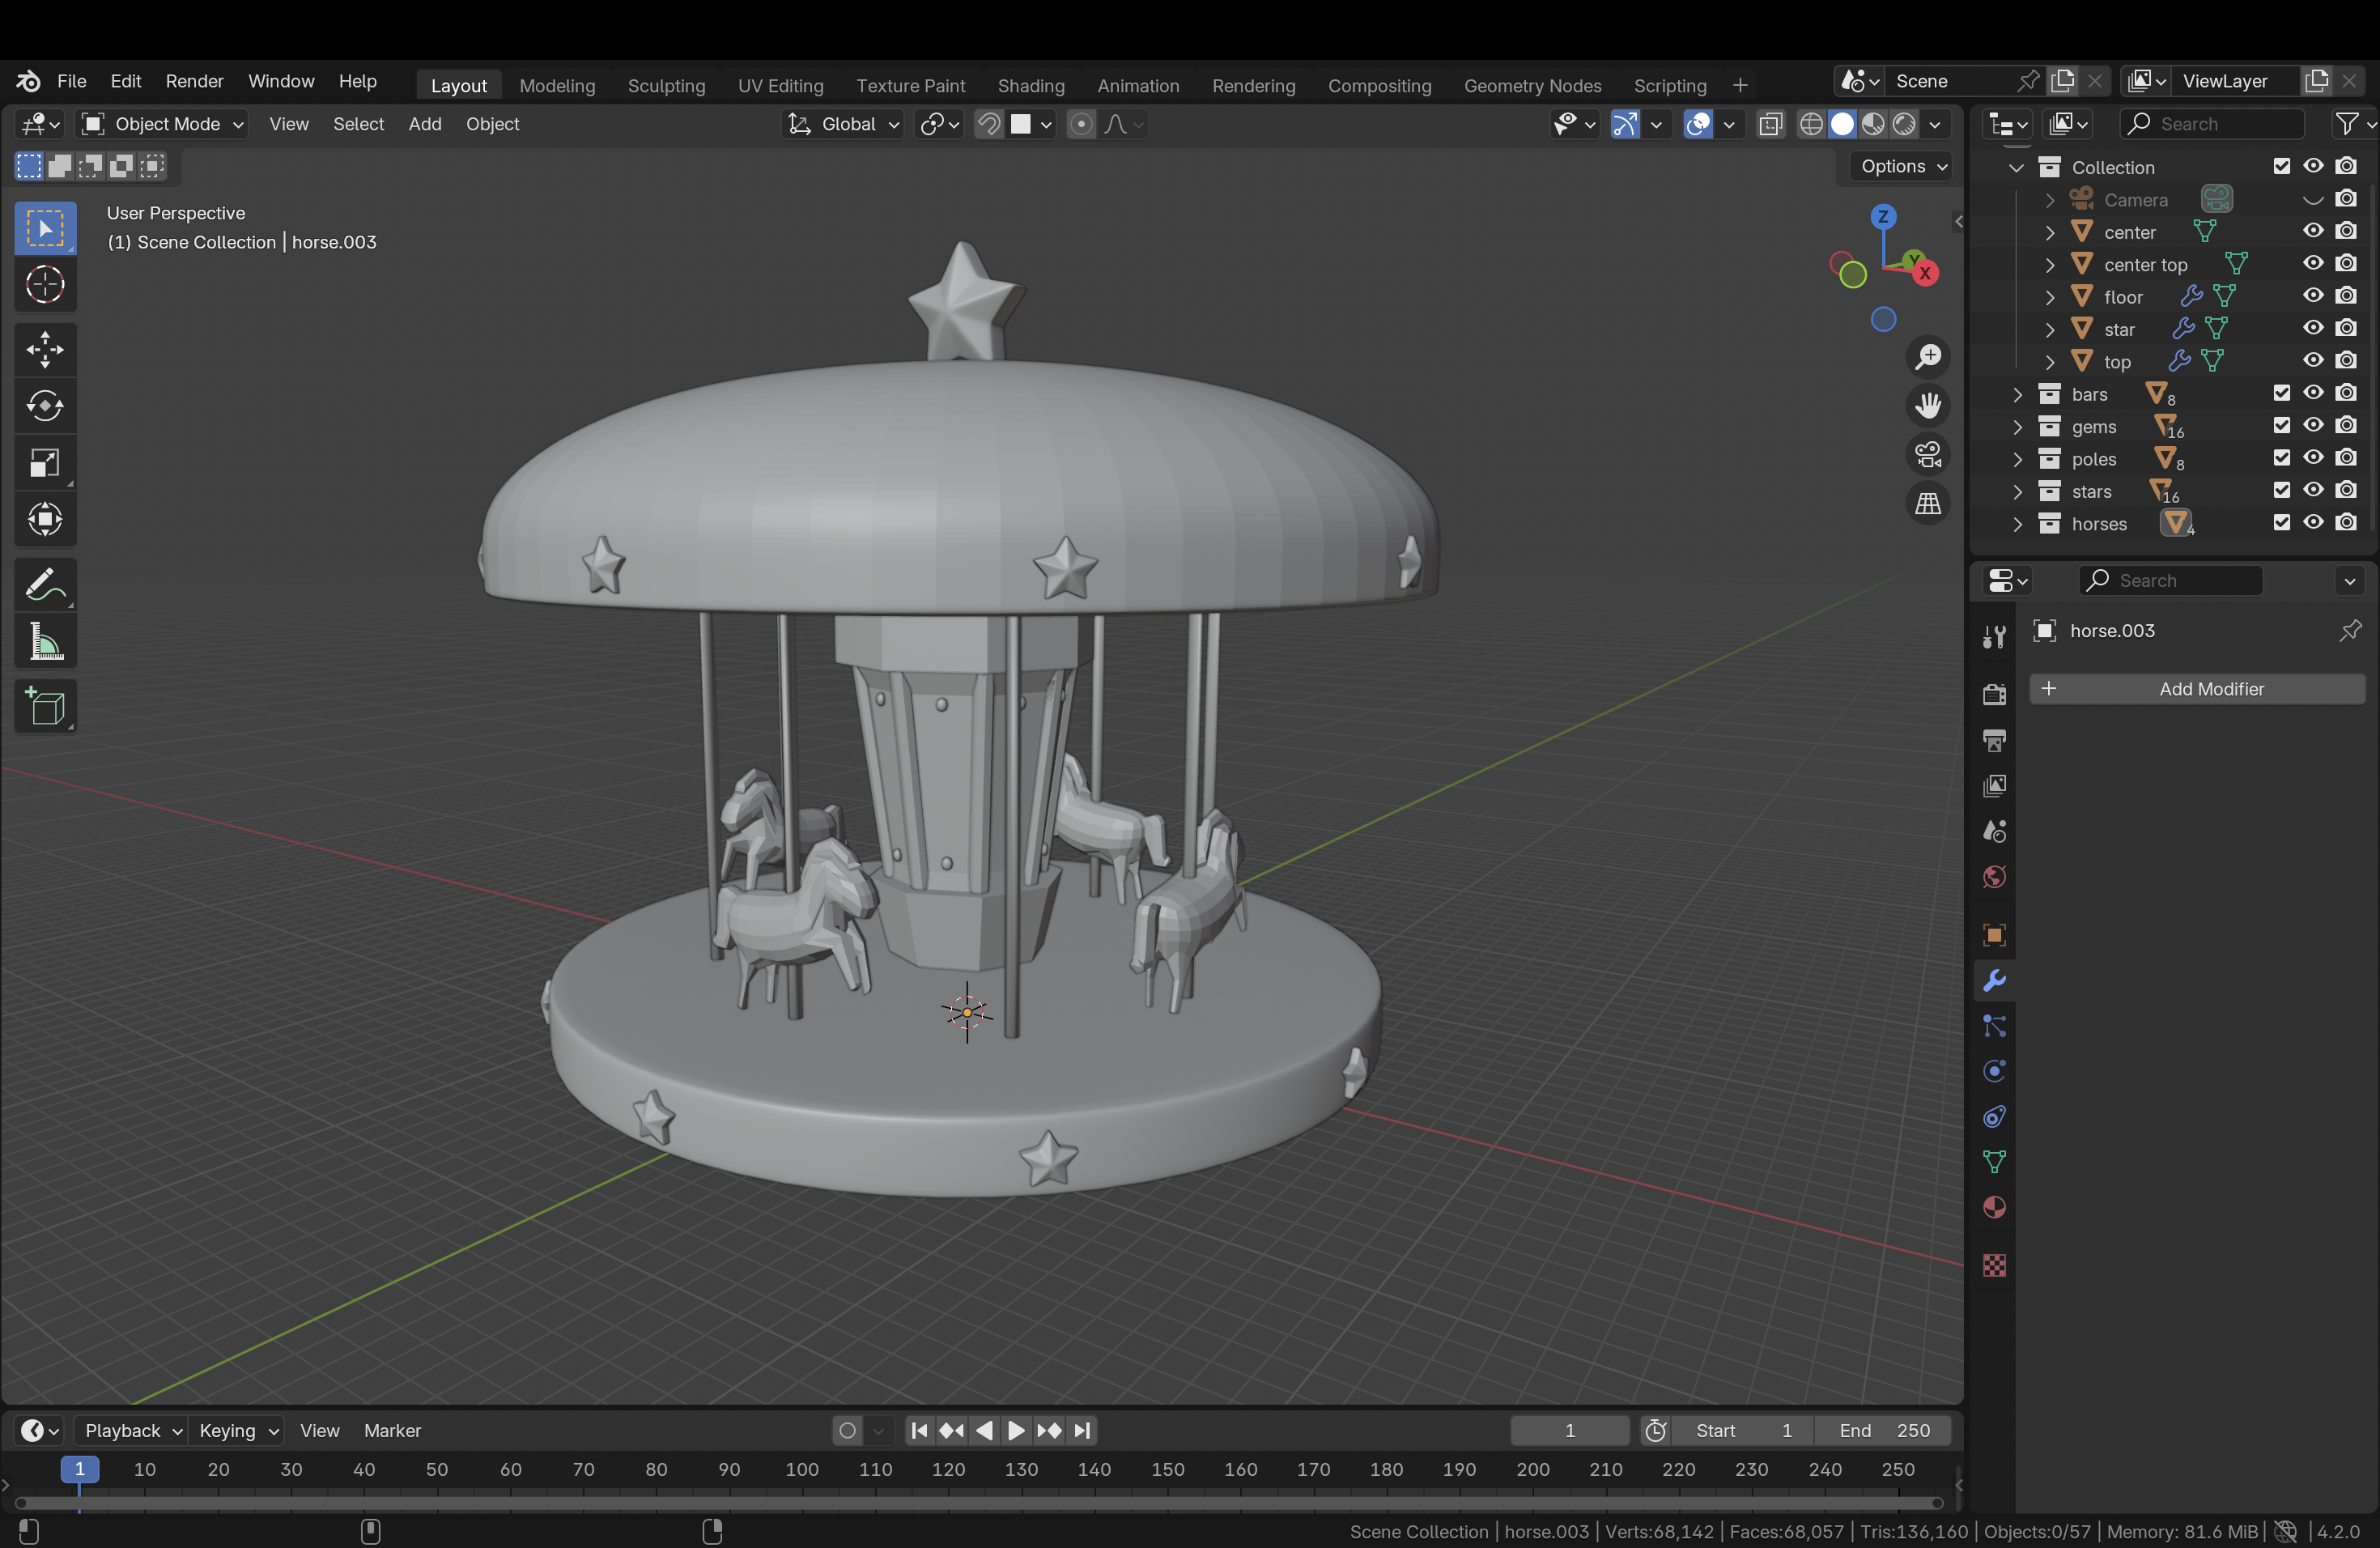 File Edit Render Window Help Layout Modeling Sculpting UV Editing Texture Paint Shading Animation Rendering Compositing Geometry Nodes Scripting Scene ViewLayer
Object Mode View Select Add Object Global Search
Options
User Perspective
(1) Scene Collection | horse.003
Z
Y
X
Collection
Camera
center
center top
floor
star
top
bars 8
gems 16
poles 8
stars 16
horses 4
Search
horse.003
Add Modifier
Playback Keying View Marker 1 Start 1 End 250
1 10 20 30 40 50 60 70 80 90 100 110 120 130 140 150 160 170 180 190 200 210 220 230 240 250
Scene Collection | horse.003 | Verts:68,142 | Faces:68,057 | Tris:136,160 | Objects:0/57 | Memory: 81.6 MiB | 4.2.0